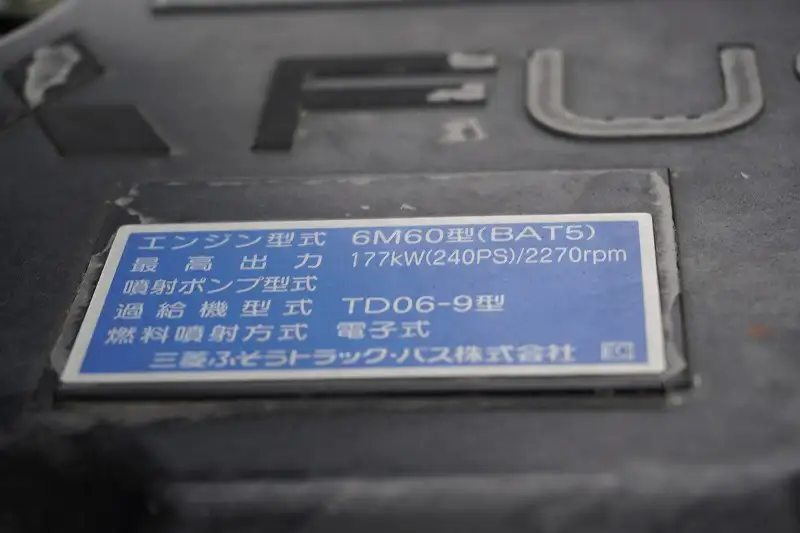 FU
エンジン型式 6M60型(BAT5)
最高出力 177kW(240PS)/2270rpm
噴射ポンプ型式
過給機型式 TD06-9型
燃料噴射方式 電子式
三菱ふそうトラック・バス株式会社